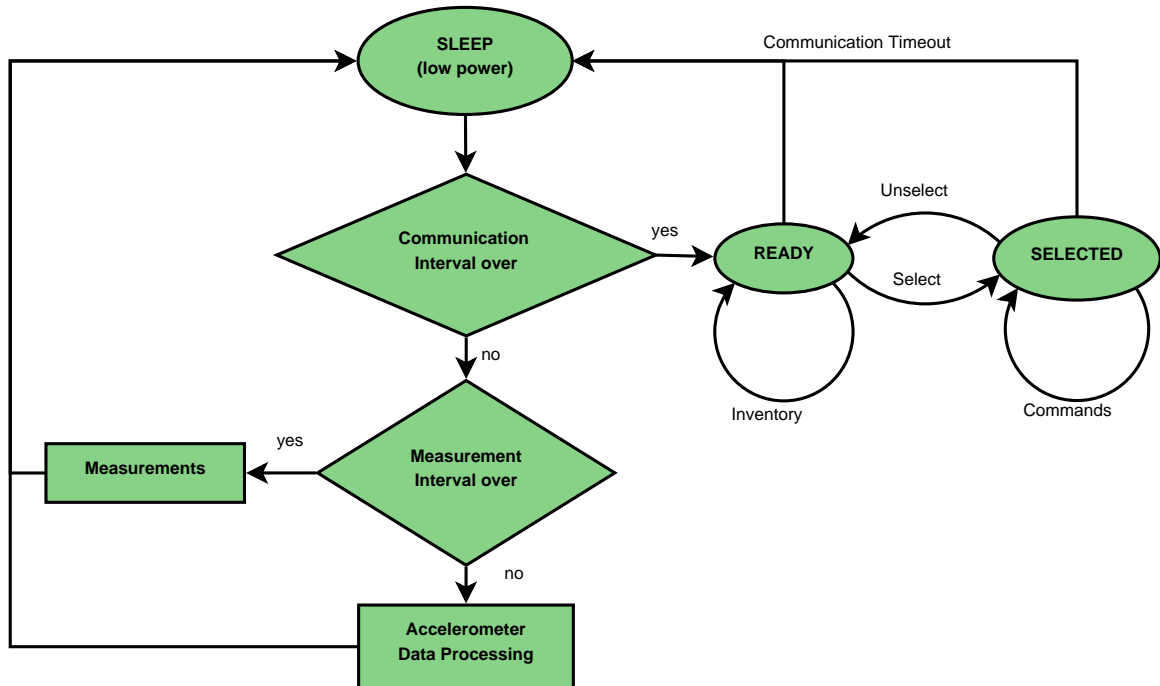 SLEEP
(low power)
Communication Timeout
Unselect
Communication
Interval over
yes
READY
SELECTED
Select
no
Inventory
Commands
yes
Measurements
Measurement
Interval over
no
Accelerometer
Data Processing